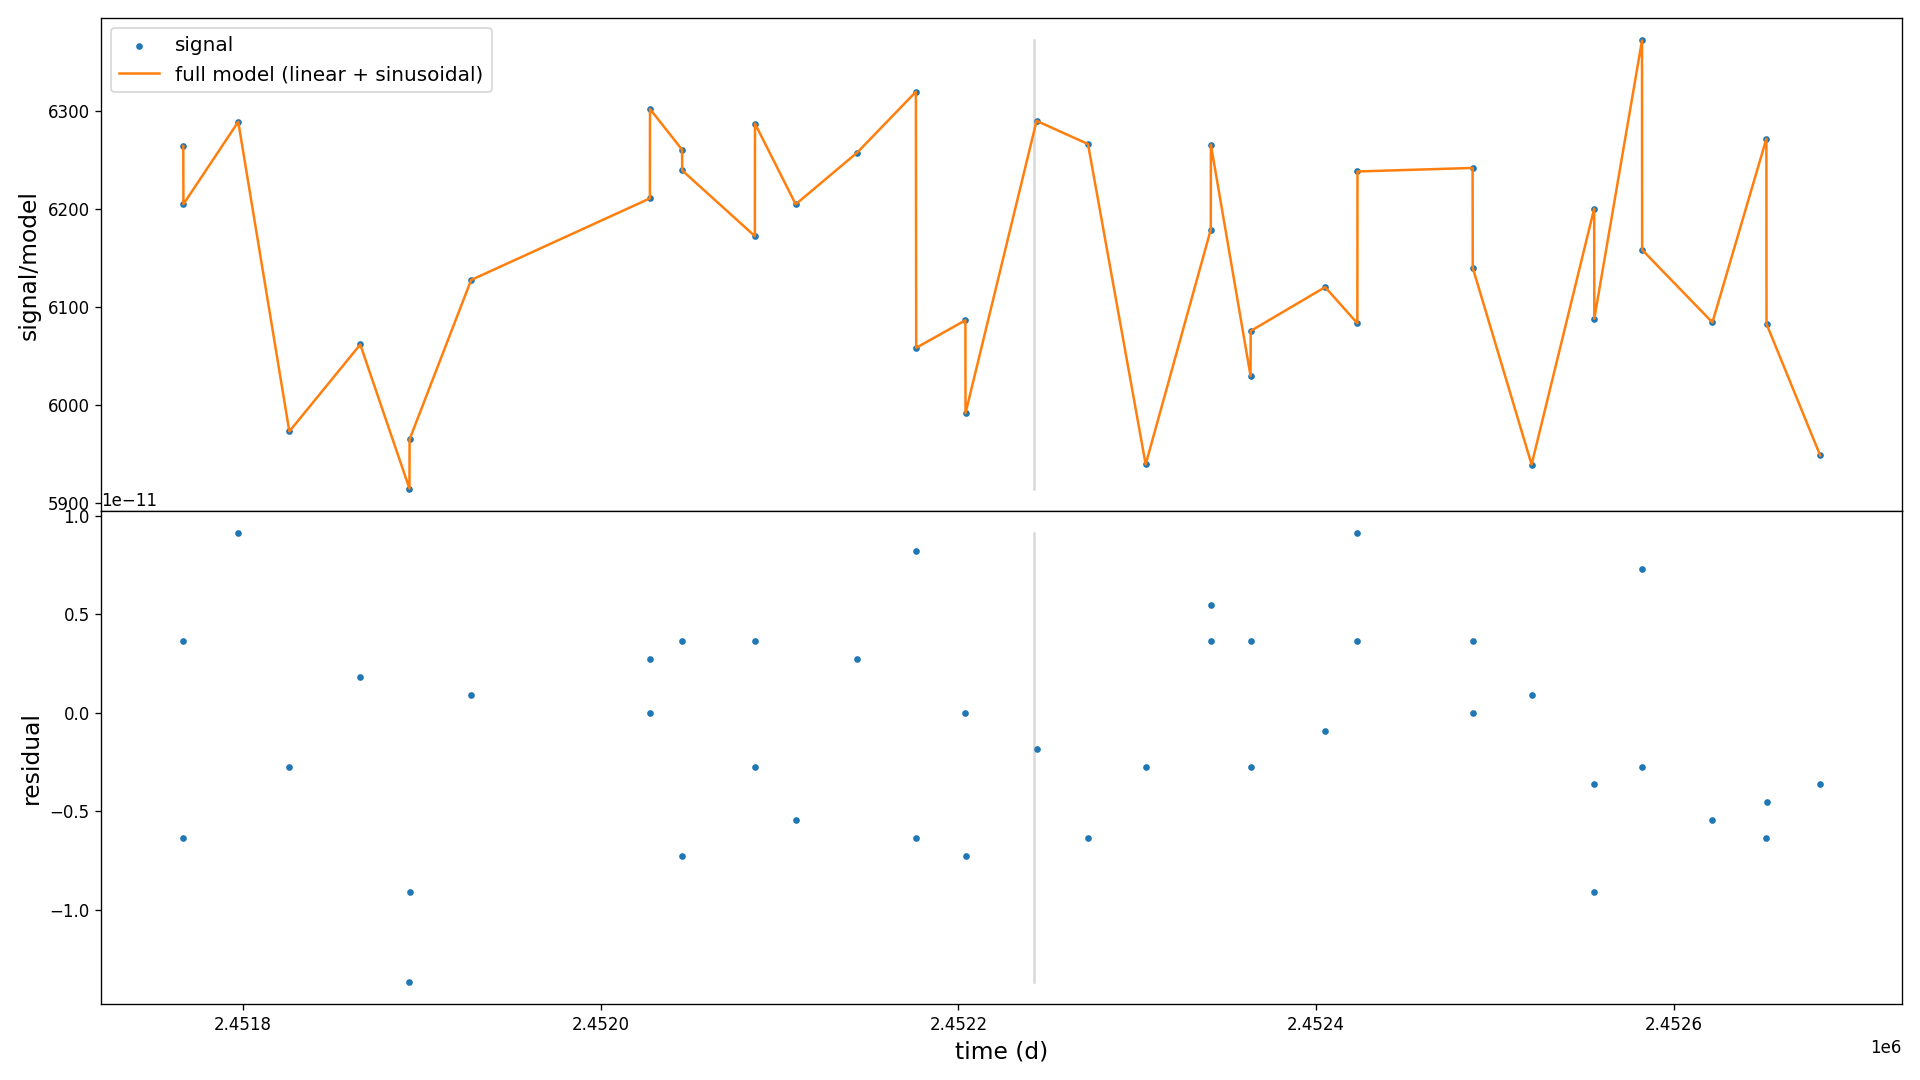 signal
full model (linear + sinusoidal)
signal/model
6300
6200
6100
6000
5900
1e−11
1.0
0.5
0.0
−0.5
−1.0
residual
2.4518
2.4520
2.4522
2.4524
2.4526
time (d)
1e6